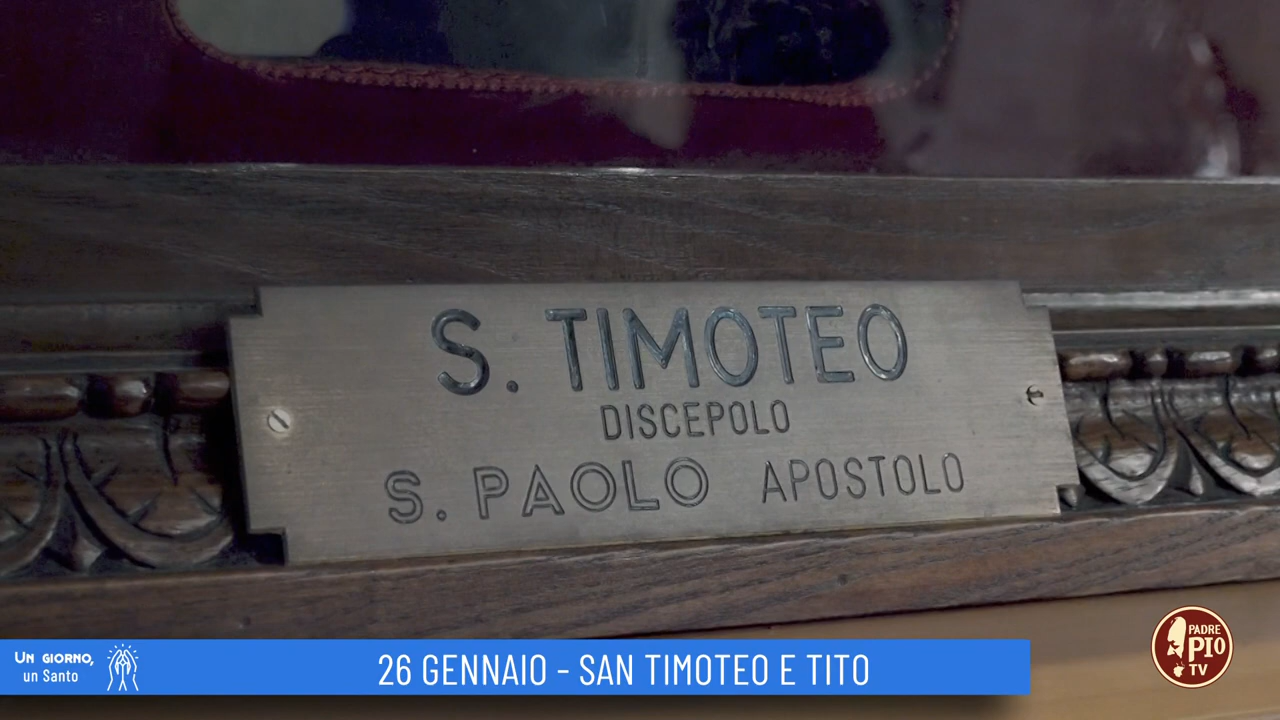 S. TIMOTEO
DISCEPOLO
S. PAOLO APOSTOLO
UN GIORNO,
un Santo
26 GENNAIO - SAN TIMOTEO E TITO
PADRE
PIO
TV